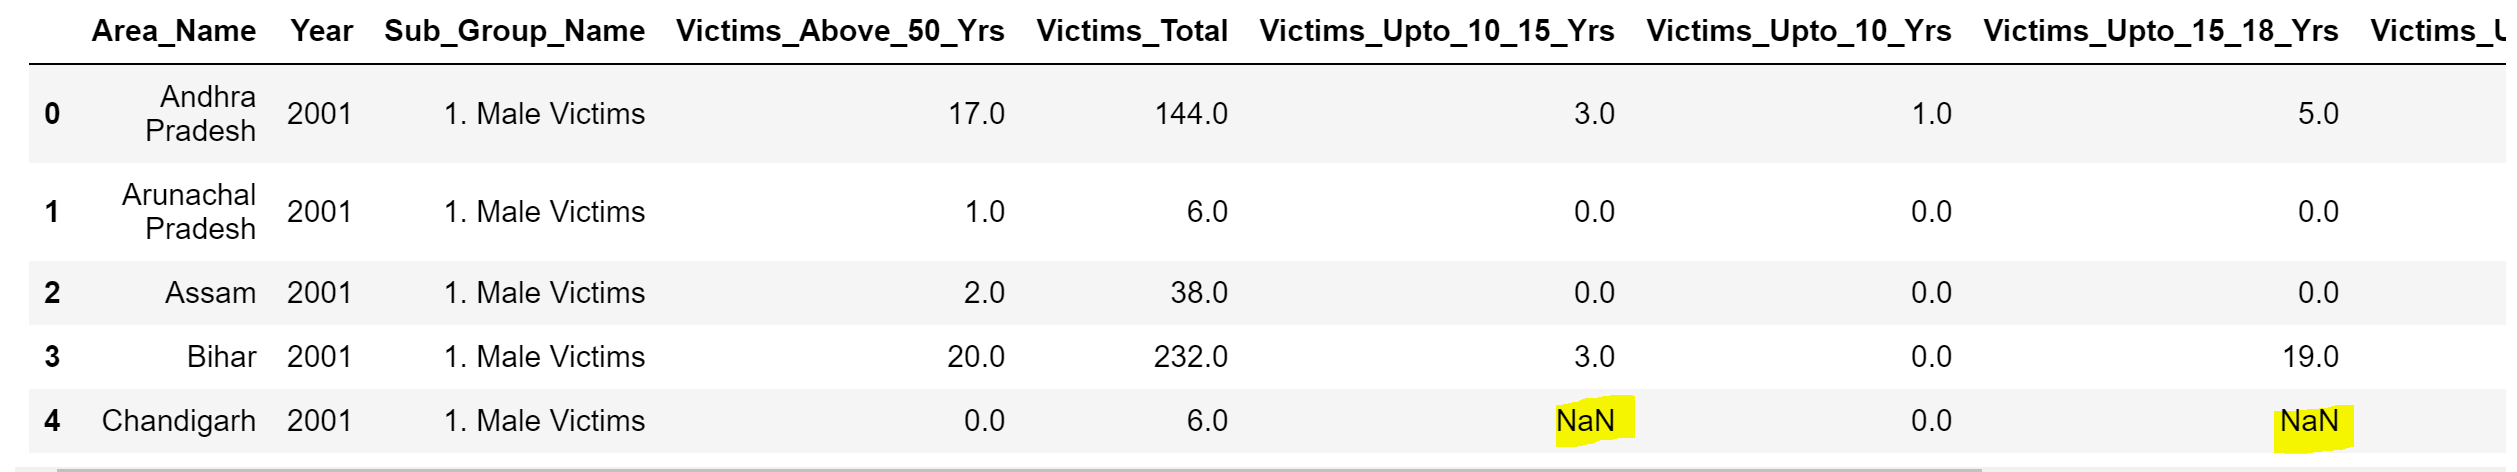 Area_Name Year Sub_Group_Name Victims_Above_50_Yrs Victims_Total Victims_Upto_10_15_Yrs Victims_Upto_10_Yrs Victims_Upto_15_18_Yrs
0 Andhra Pradesh 2001 1. Male Victims 17.0 144.0 3.0 1.0 5.0
1 Arunachal Pradesh 2001 1. Male Victims 1.0 6.0 0.0 0.0 0.0
2 Assam 2001 1. Male Victims 2.0 38.0 0.0 0.0 0.0
3 Bihar 2001 1. Male Victims 20.0 232.0 3.0 0.0 19.0
4 Chandigarh 2001 1. Male Victims 0.0 6.0 NaN 0.0 NaN